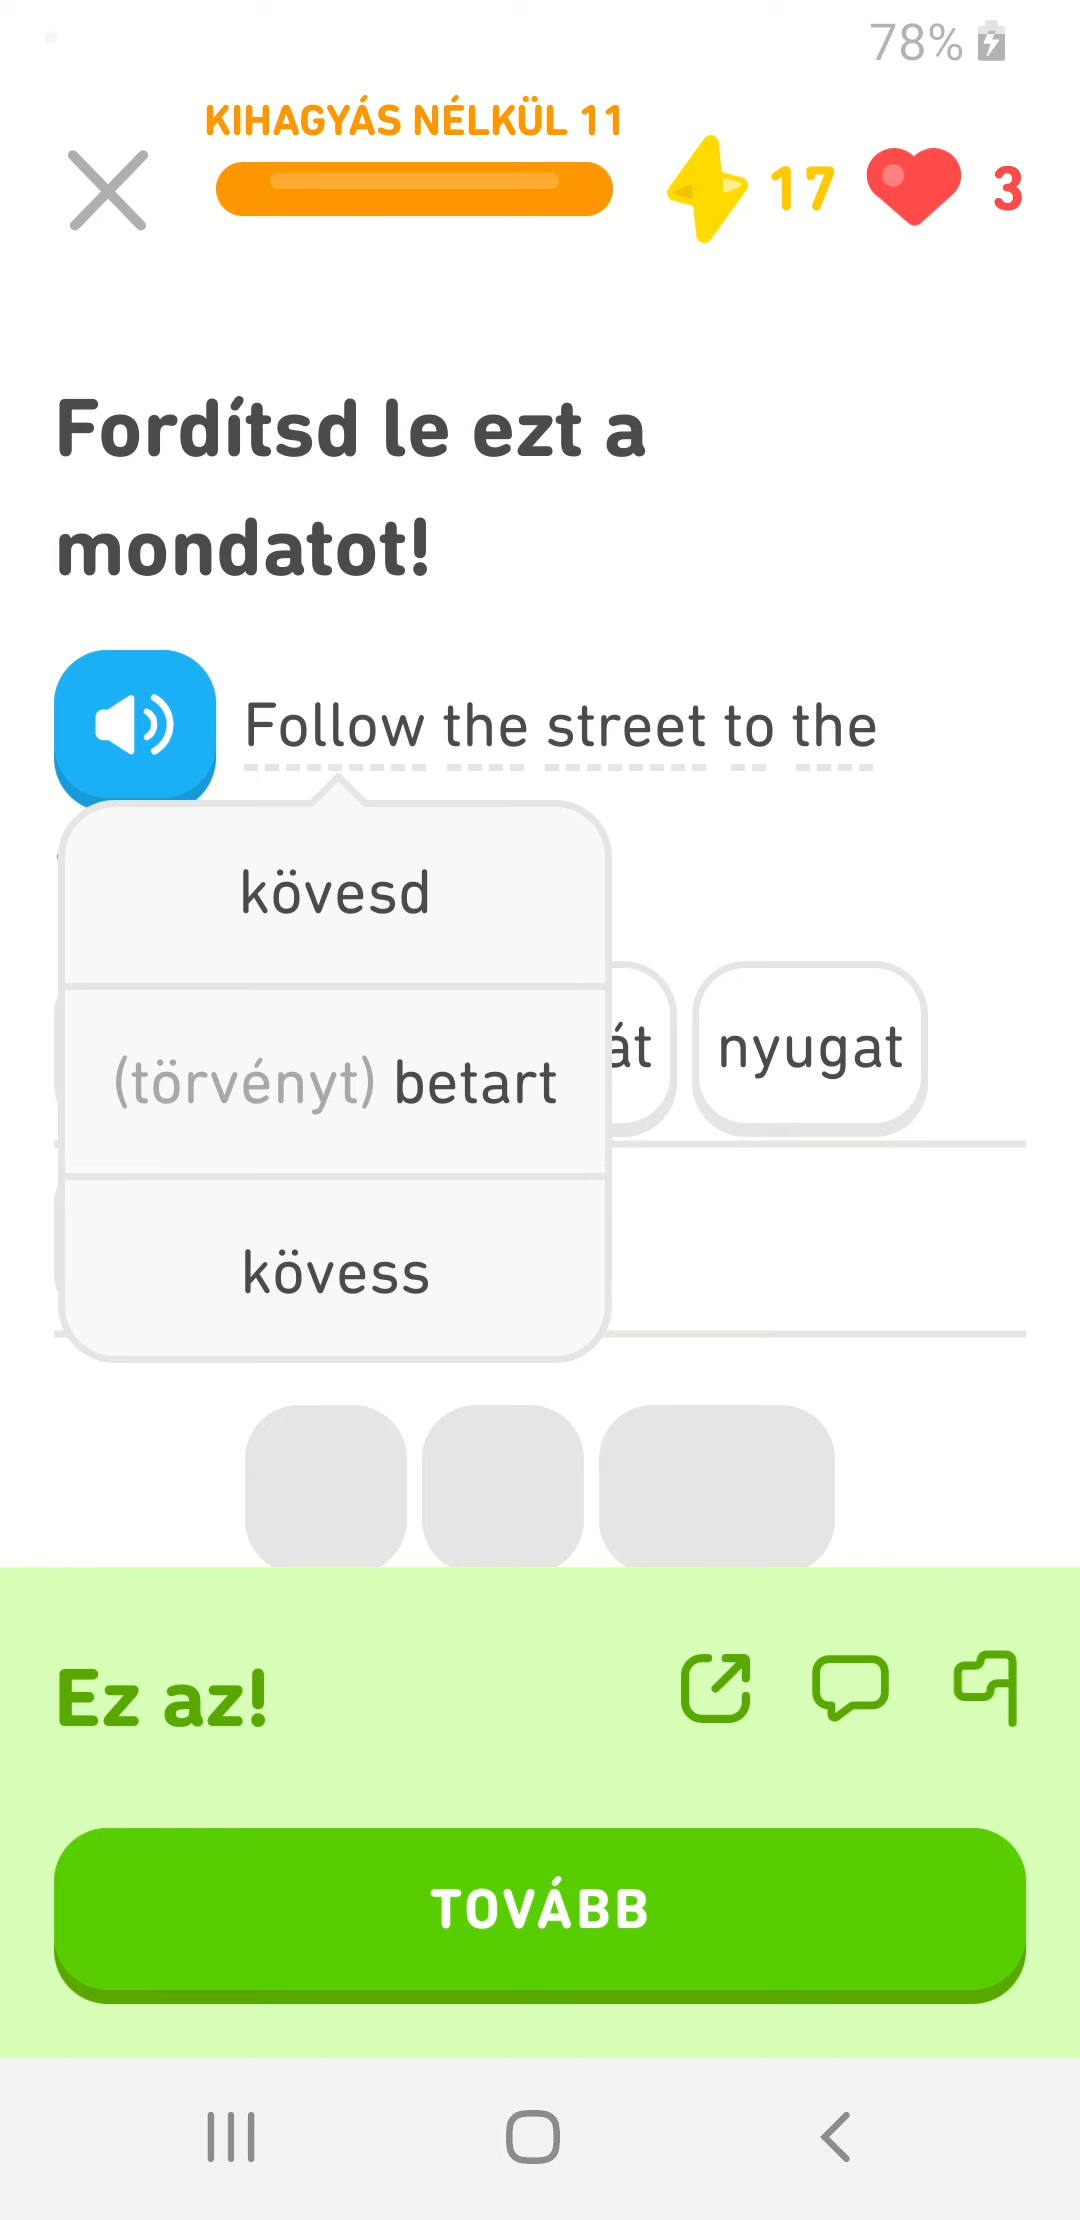 78%
KIHAGYÁS NÉLKÜL 11
17
3
Fordítsd le ezt a
mondatot!
Follow the street to the
kövesd
nyugat
(törvényt) betart
kövess
Ez az!
TOVÁBB